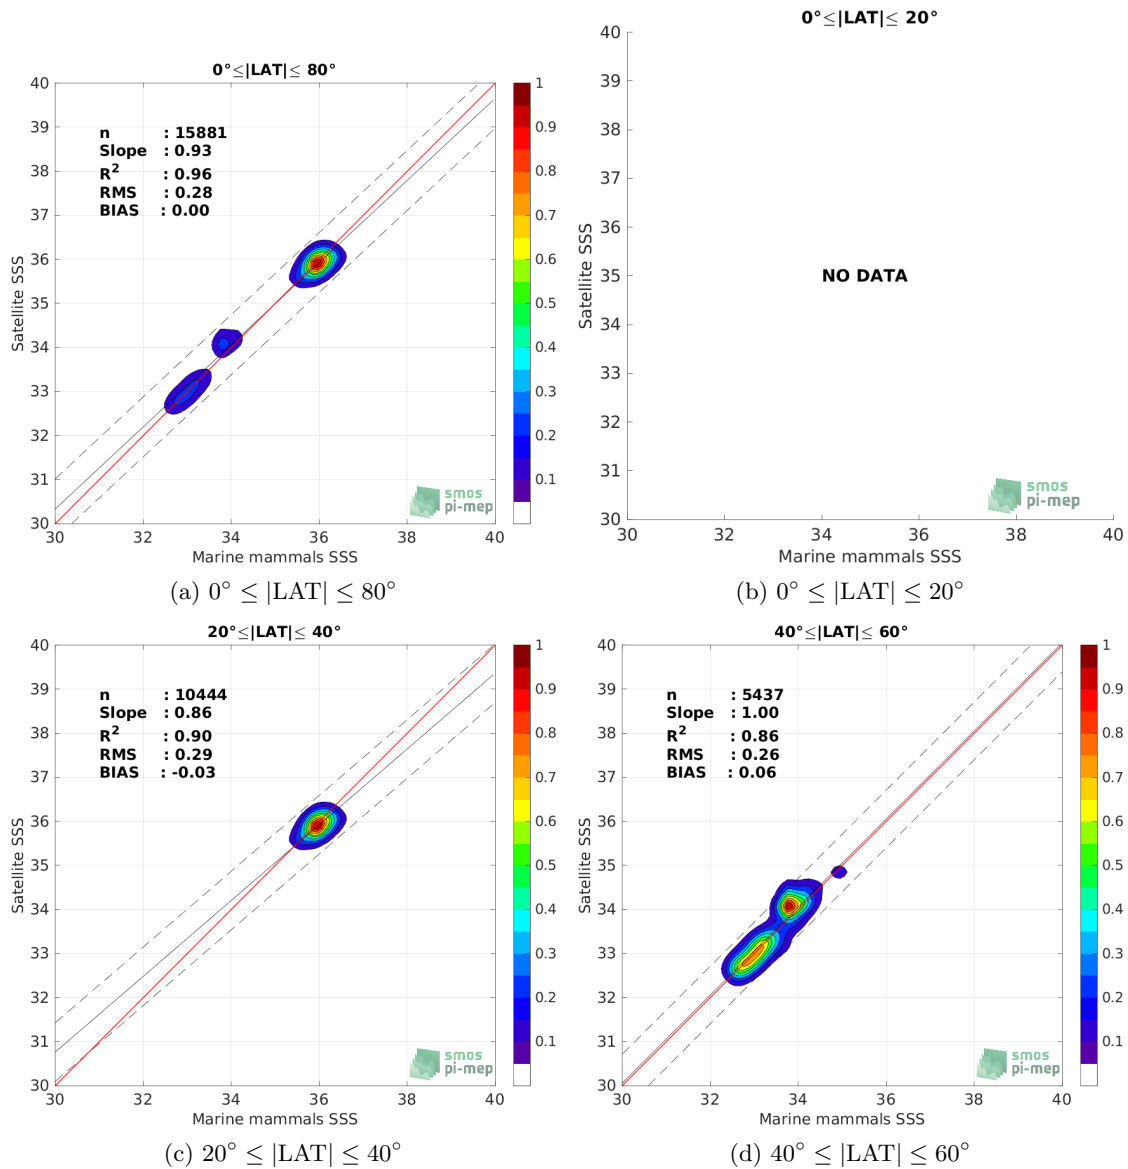 0°≤|LAT|≤ 80°
40
39
38
37
36
35
34
33
32
31
30
n : 15881
Slope : 0.93
R² : 0.96
RMS : 0.28
BIAS : 0.00
Satellite SSS
30 32 34 36 38 40
Marine mammals SSS
smos
pi-mep
1
0.9
0.8
0.7
0.6
0.5
0.4
0.3
0.2
0.1
(a) 0° ≤ |LAT| ≤ 80°
0°≤|LAT|≤ 20°
40
39
38
37
36
35
34
33
32
31
30
NO DATA
Satellite SSS
30 32 34 36 38 40
Marine mammals SSS
smos
pi-mep
(b) 0° ≤ |LAT| ≤ 20°
20°≤|LAT|≤ 40°
40
39
38
37
36
35
34
33
32
31
30
n : 10444
Slope : 0.86
R² : 0.90
RMS : 0.29
BIAS : -0.03
Satellite SSS
30 32 34 36 38 40
Marine mammals SSS
smos
pi-mep
1
0.9
0.8
0.7
0.6
0.5
0.4
0.3
0.2
0.1
(c) 20° ≤ |LAT| ≤ 40°
40°≤|LAT|≤ 60°
40
39
38
37
36
35
34
33
32
31
30
n : 5437
Slope : 1.00
R² : 0.86
RMS : 0.26
BIAS : 0.06
Satellite SSS
30 32 34 36 38 40
Marine mammals SSS
smos
pi-mep
1
0.9
0.8
0.7
0.6
0.5
0.4
0.3
0.2
0.1
(d) 40° ≤ |LAT| ≤ 60°